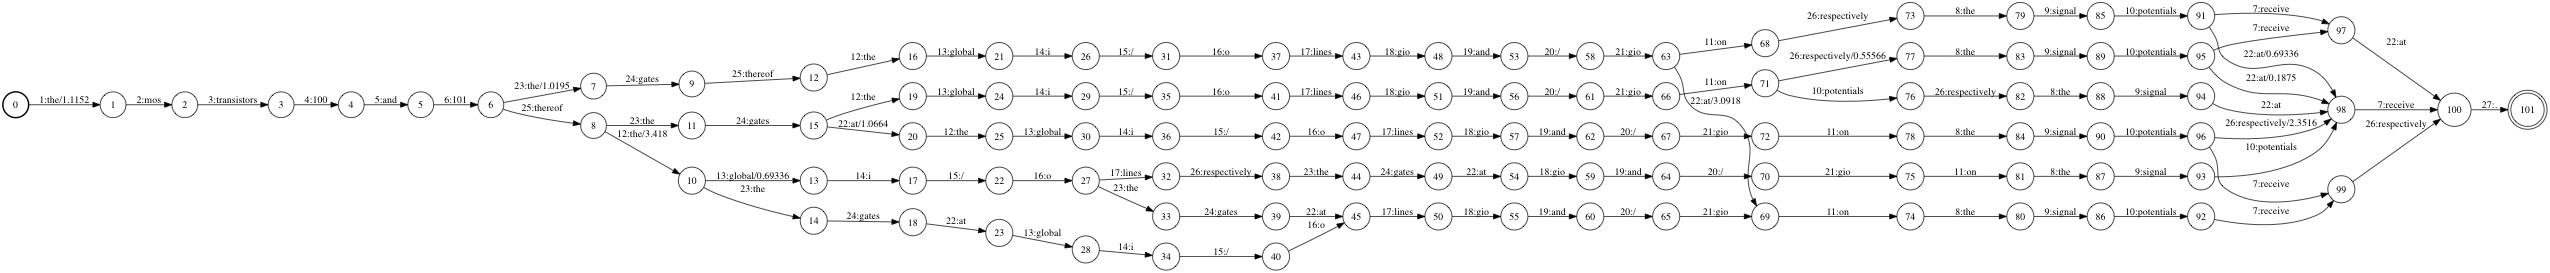 73 79 85 91
26:respectively 8:the 9:signal 10:potentials 7:receive
11:on 68 7:receive 97
12:the 16 13:global 21 14:i 26 15:/ 31 16:o 37 17:lines 43 18:gio 48 19:and 53 20:/ 58 21:gio 63 26:respectively/0.55566 77 8:the 83 9:signal 89 10:potentials 95 22:at/0.69336 22:at
23:the/1.0195 7 24:gates 9 25:thereof 12 11:on 71 22:at/0.1875
0 1:the/1.1152 1 2:mos 2 3:transistors 3 4:100 4 5:and 5 6:101 6 12:the 19 13:global 24 14:i 29 15:/ 35 16:o 41 17:lines 46 18:gio 51 19:and 56 20:/ 61 21:gio 66 22:at/3.0918 10:potentials 76 26:respectively 82 8:the 88 9:signal 94 22:at 98 7:receive 100 27:. 101
25:thereof 8 23:the 11 24:gates 15 22:at/1.0664 20 12:the 25 13:global 30 14:i 36 15:/ 42 16:o 47 17:lines 52 18:gio 57 19:and 62 20:/ 67 21:gio 72 11:on 78 8:the 84 9:signal 90 10:potentials 96 26:respectively/2.3516 26:respectively
12:the/3.418 10:potentials
10 13:global/0.69336 13 14:i 17 15:/ 22 16:o 27 17:lines 32 26:respectively 38 23:the 44 24:gates 49 22:at 54 18:gio 59 19:and 64 20:/ 70 21:gio 75 11:on 81 8:the 87 9:signal 93 7:receive 99
23:the 14 24:gates 18 22:at 23 23:the 33 24:gates 39 22:at 45 17:lines 50 18:gio 55 19:and 60 20:/ 65 21:gio 69 11:on 74 8:the 80 9:signal 86 10:potentials 92 7:receive
13:global 28 14:i 34 15:/ 40 16:o